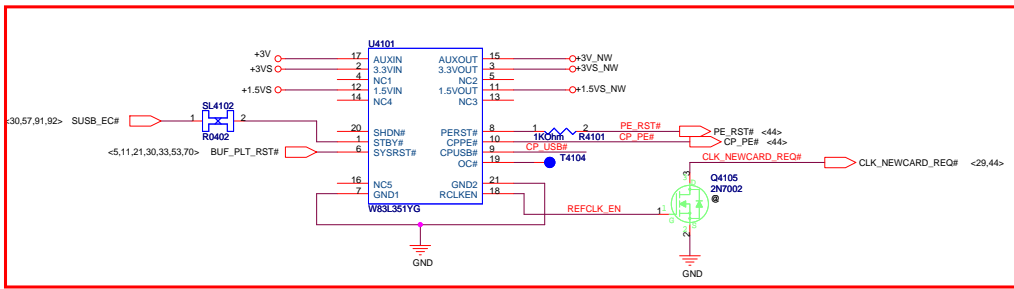 U4101
+3V 17 AUXIN AUXOUT 15 +3V_NW
+3VS 2 3.3VIN 3.3VOUT 3 +3VS_NW
4 NC1 NC2 5
+1.5VS 12 1.5VIN 1.5VOUT 11 +1.5VS_NW
14 NC4 NC3 13
SL4102
<30,57,91,92> SUSB_EC# 1 2
R0402
20 SHDN# PERST# 8 1 2 PE_RST# PE_RST# <44>
1KOhm R4101
1 STBY# CPPE# 10 CP_PE# CP_PE# <44>
<5,11,21,30,33,53,70> BUF_PLT_RST# 6 SYSRST# CPUSB# 9 CP_USB#
OC# 19 T4104
CLK_NEWCARD_REQ# CLK_NEWCARD_REQ# <29,44>
16 NC5 GND2 21
7 GND1 RCLKEN 18
W83L351YG
REFCLK_EN 1
3
Q4105
2N7002
@
2
GND
GND